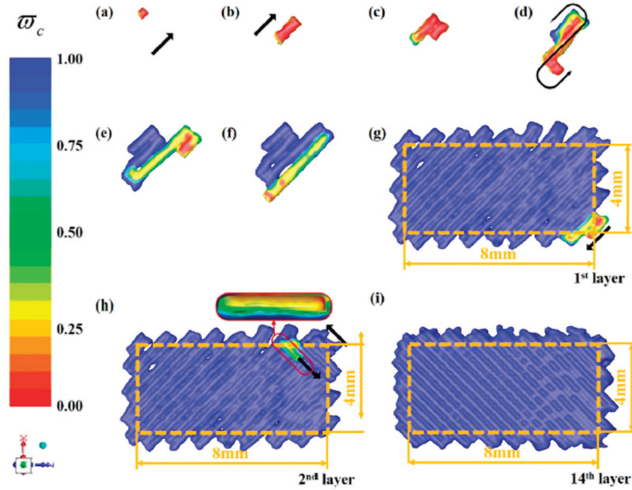 ϖc
1.00
0.75
0.50
0.25
0.00
(a)
(b)
(c)
(d)
(e)
(f)
(g)
4mm
8mm
1st layer
(h)
4mm
8mm
2nd layer
(i)
4mm
8mm
14th layer